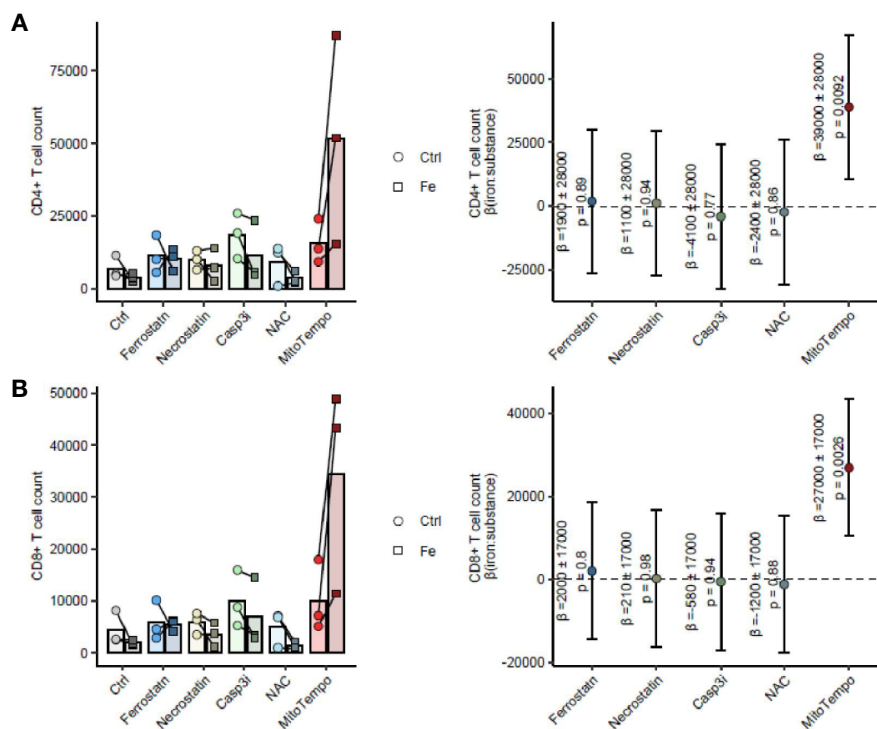 A
CD4+ T cell count
75000
50000
25000
0
Ctrl
Ferrostatn
Necrostatin
Casp3i
NAC
MitoTempo
Ctrl
Fe
CD4+ T cell count
β(iron:substance)
50000
25000
0
-25000
β =1900 ± 28000
p = 0.89
β =1100 ± 28000
p = 0.94
β =-4100 ± 28000
p = 0.77
β =-2400 ± 28000
p = 0.86
β =39000 ± 28000
p = 0.0092
Ferrostatn
Necrostatin
Casp3i
NAC
MitoTempo
B
CD8+ T cell count
50000
40000
30000
20000
10000
0
Ctrl
Ferrostatn
Necrostatin
Casp3i
NAC
MitoTempo
Ctrl
Fe
CD8+ T cell count
β(iron:substance)
40000
20000
0
-20000
β =2000 ± 17000
p = 0.8
β =210 ± 17000
p = 0.98
β =-580 ± 17000
p = 0.94
β =-1200 ± 17000
p = 0.88
β =27000 ± 17000
p = 0.0026
Ferrostatn
Necrostatin
Casp3i
NAC
MitoTempo